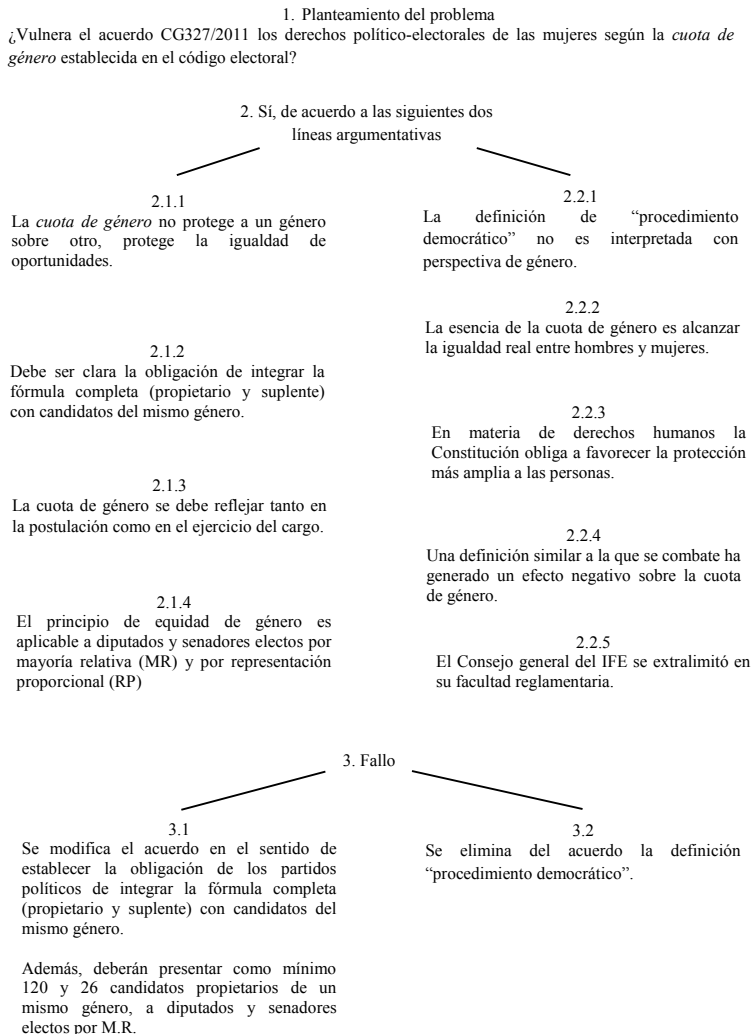 1. Planteamiento del problema
¿Vulnera el acuerdo CG327/2011 los derechos político-electorales de las mujeres según la cuota de
género establecida en el código electoral?
2. Sí, de acuerdo a las siguientes dos
líneas argumentativas
2.1.1
La cuota de género no protege a un género
sobre otro, protege la igualdad de
oportunidades.
2.1.2
Debe ser clara la obligación de integrar la
fórmula completa (propietario y suplente)
con candidatos del mismo género.
2.1.3
La cuota de género se debe reflejar tanto en
la postulación como en el ejercicio del cargo.
2.1.4
El principio de equidad de género es
aplicable a diputados y senadores electos por
mayoría relativa (MR) y por representación
proporcional (RP)
2.2.1
La definición de “procedimiento
democrático” no es interpretada con
perspectiva de género.
2.2.2
La esencia de la cuota de género es alcanzar
la igualdad real entre hombres y mujeres.
2.2.3
En materia de derechos humanos la
Constitución obliga a favorecer la protección
más amplia a las personas.
2.2.4
Una definición similar a la que se combate ha
generado un efecto negativo sobre la cuota
de género.
2.2.5
El Consejo general del IFE se extralimitó en
su facultad reglamentaria.
3. Fallo
3.1
Se modifica el acuerdo en el sentido de
establecer la obligación de los partidos
políticos de integrar la fórmula completa
(propietario y suplente) con candidatos del
mismo género.
Además, deberán presentar como mínimo
120 y 26 candidatos propietarios de un
mismo género, a diputados y senadores
electos por M.R.
3.2
Se elimina del acuerdo la definición
“procedimiento democrático”.